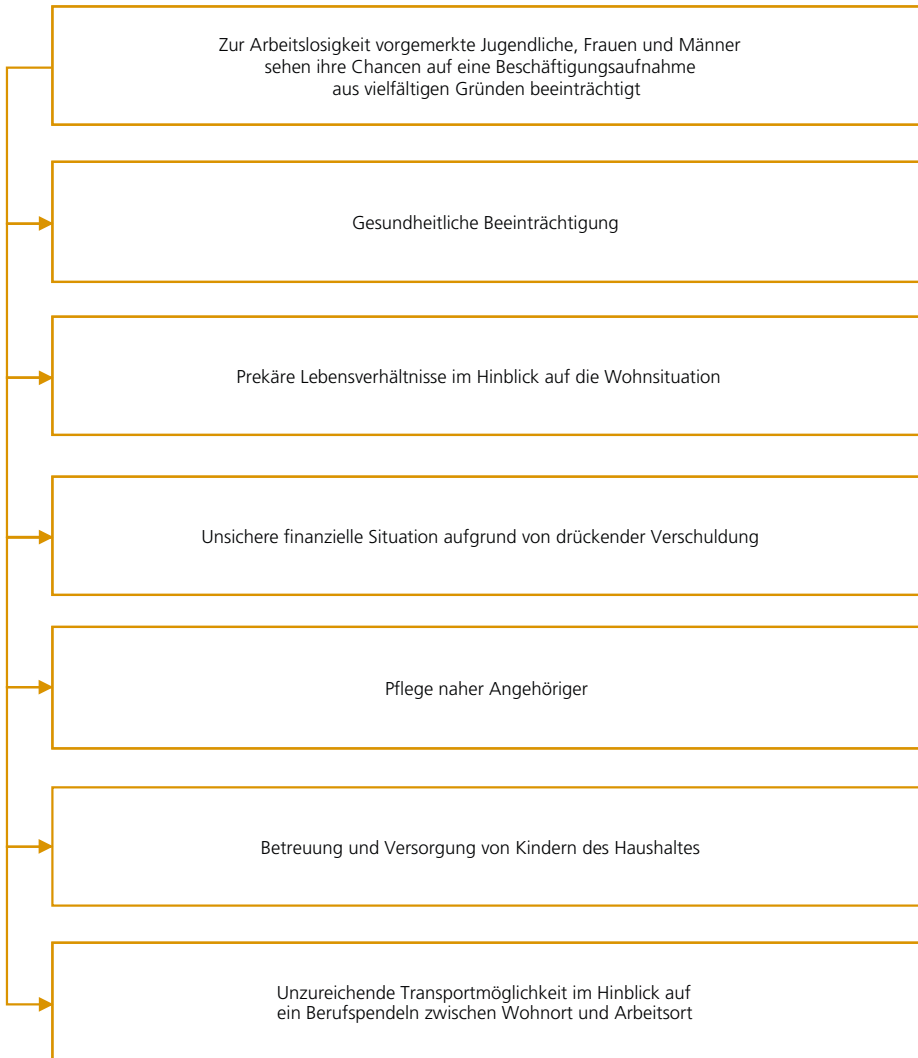 Zur Arbeitslosigkeit vorgemerkte Jugendliche, Frauen und Männer
sehen ihre Chancen auf eine Beschäftigungsaufnahme
aus vielfältigen Gründen beeinträchtigt
Gesundheitliche Beeinträchtigung
Prekäre Lebensverhältnisse im Hinblick auf die Wohnsituation
Unsichere finanzielle Situation aufgrund von drückender Verschuldung
Pflege naher Angehöriger
Betreuung und Versorgung von Kindern des Haushaltes
Unzureichende Transportmöglichkeit im Hinblick auf
ein Berufspendeln zwischen Wohnort und Arbeitsort